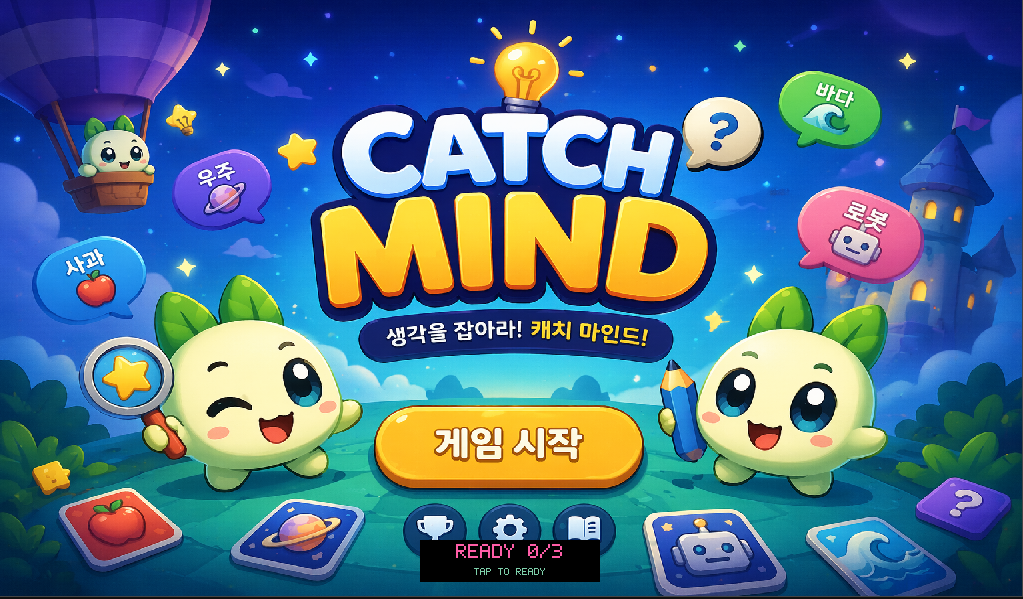 CATCH
MIND
생각을 잡아라! 캐치 마인드!
우주
사과
?
바다
로봇
게임 시작
?
READY 0/3
TAP TO READY